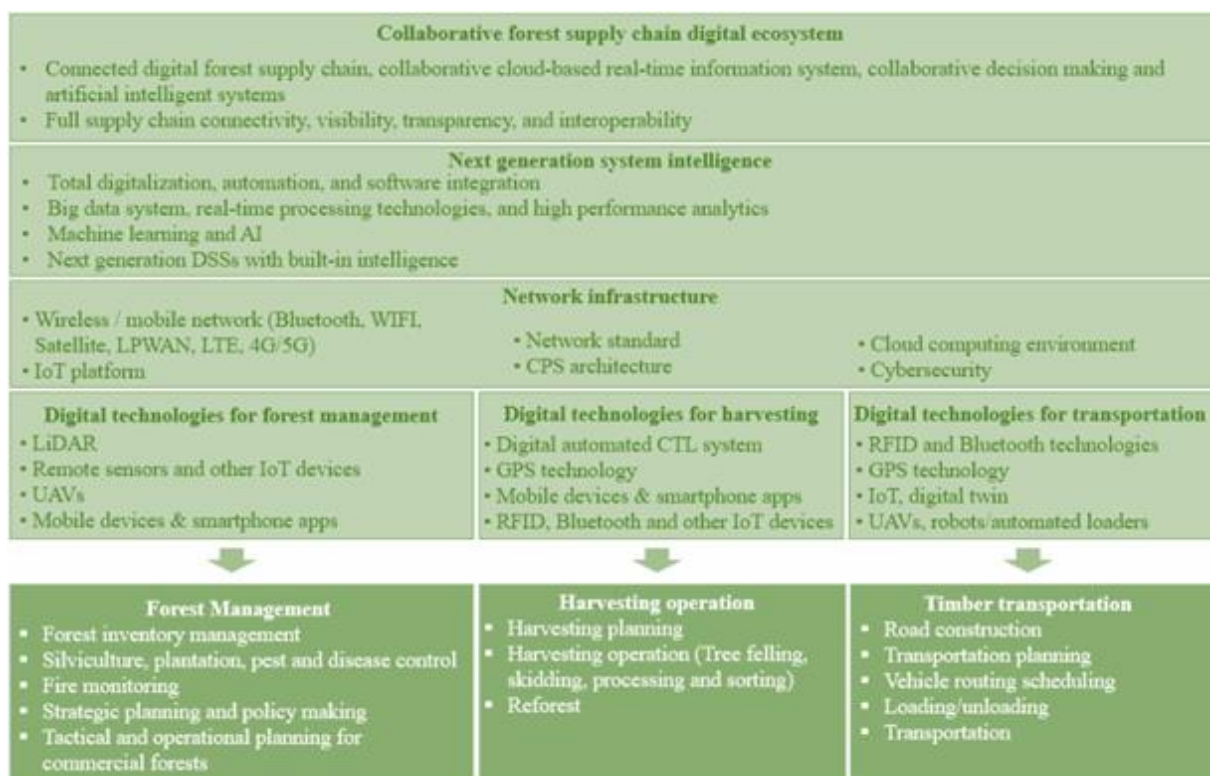 Collaborative forest supply chain digital ecosystem
• Connected digital forest supply chain, collaborative cloud-based real-time information system, collaborative decision making and
artificial intelligent systems
• Full supply chain connectivity, visibility, transparency, and interoperability
Next generation system intelligence
• Total digitalization, automation, and software integration
• Big data system, real-time processing technologies, and high performance analytics
• Machine learning and AI
• Next generation DSSs with built-in intelligence
Network infrastructure
• Wireless / mobile network (Bluetooth, WIFI,
Satellite, LPWAN, LTE, 4G/5G)
• IoT platform
• Network standard
• CPS architecture
• Cloud computing environment
• Cybersecurity
Digital technologies for forest management
• LiDAR
• Remote sensors and other IoT devices
• UAVs
• Mobile devices & smartphone apps
Digital technologies for harvesting
• Digital automated CTL system
• GPS technology
• Mobile devices & smartphone apps
• RFID, Bluetooth and other IoT devices
Digital technologies for transportation
• RFID and Bluetooth technologies
• GPS technology
• IoT, digital twin
• UAVs, robots/automated loaders
Forest Management
▪ Forest inventory management
▪ Silviculture, plantation, pest and disease control
▪ Fire monitoring
▪ Strategic planning and policy making
▪ Tactical and operational planning for
commercial forests
Harvesting operation
▪ Harvesting planning
▪ Harvesting operation (Tree felling,
skidding, processing and sorting)
▪ Reforest
Timber transportation
▪ Road construction
▪ Transportation planning
▪ Vehicle routing scheduling
▪ Loading/unloading
▪ Transportation